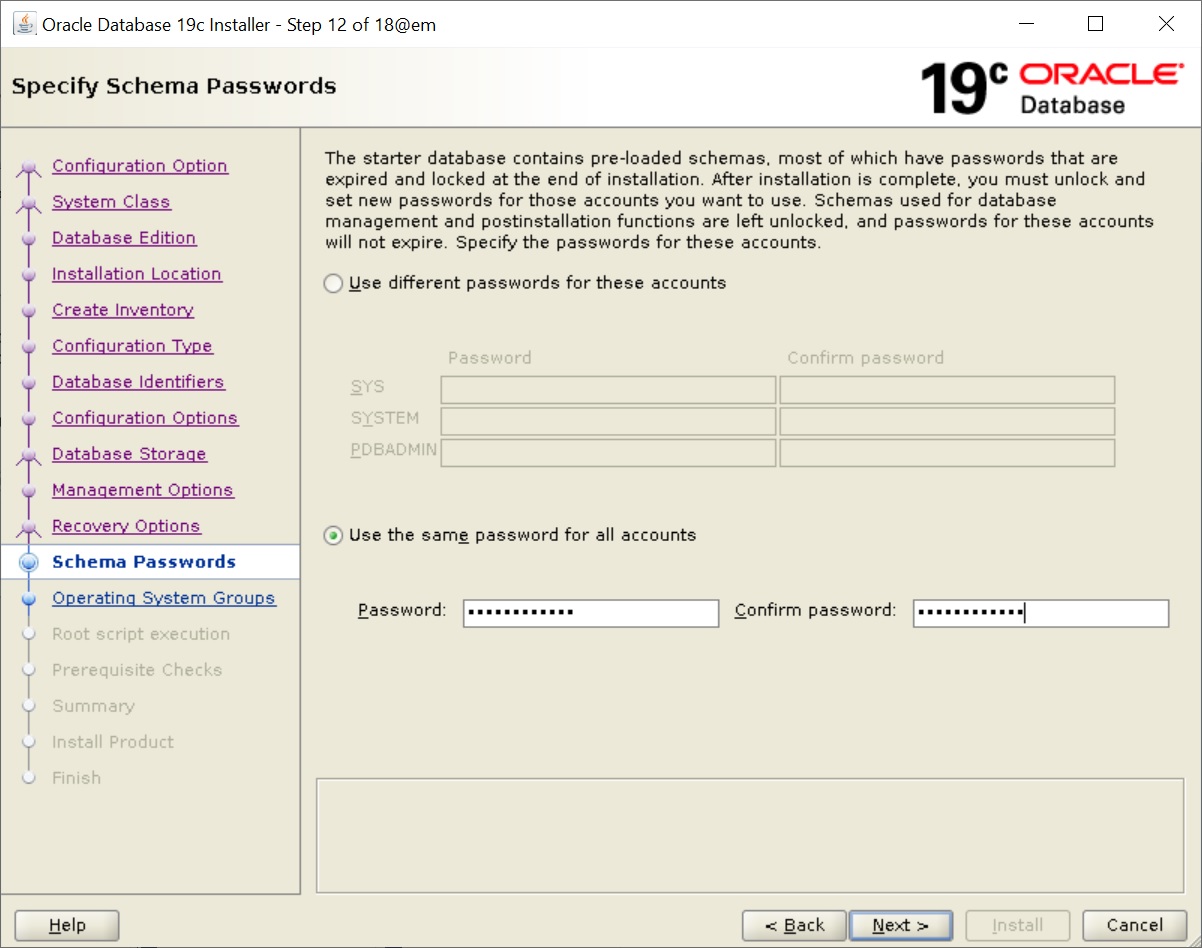 Oracle Database 19c Installer - Step 12 of 18@em
Specify Schema Passwords
19c ORACLE
Database
Configuration Option
System Class
Database Edition
Installation Location
Create Inventory
Configuration Type
Database Identifiers
Configuration Options
Database Storage
Management Options
Recovery Options
Schema Passwords
Operating System Groups
Root script execution
Prerequisite Checks
Summary
Install Product
Finish
The starter database contains pre-loaded schemas, most of which have passwords that are
expired and locked at the end of installation. After installation is complete, you must unlock and
set new passwords for those accounts you want to use. Schemas used for database
management and postinstallation functions are left unlocked, and passwords for these accounts
will not expire. Specify the passwords for these accounts.
Use different passwords for these accounts
Password Confirm password
SYS
SYSTEM
PDBADMIN
Use the same password for all accounts
Password: •••••••••••• Confirm password: ••••••••••••
Help < Back Next > Install Cancel